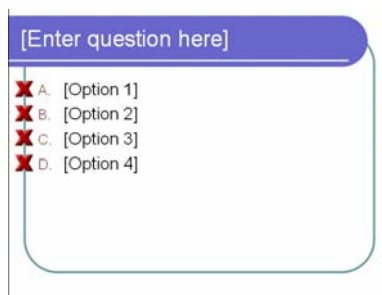 [Enter question here]
A. [Option 1]
B. [Option 2]
C. [Option 3]
D. [Option 4]